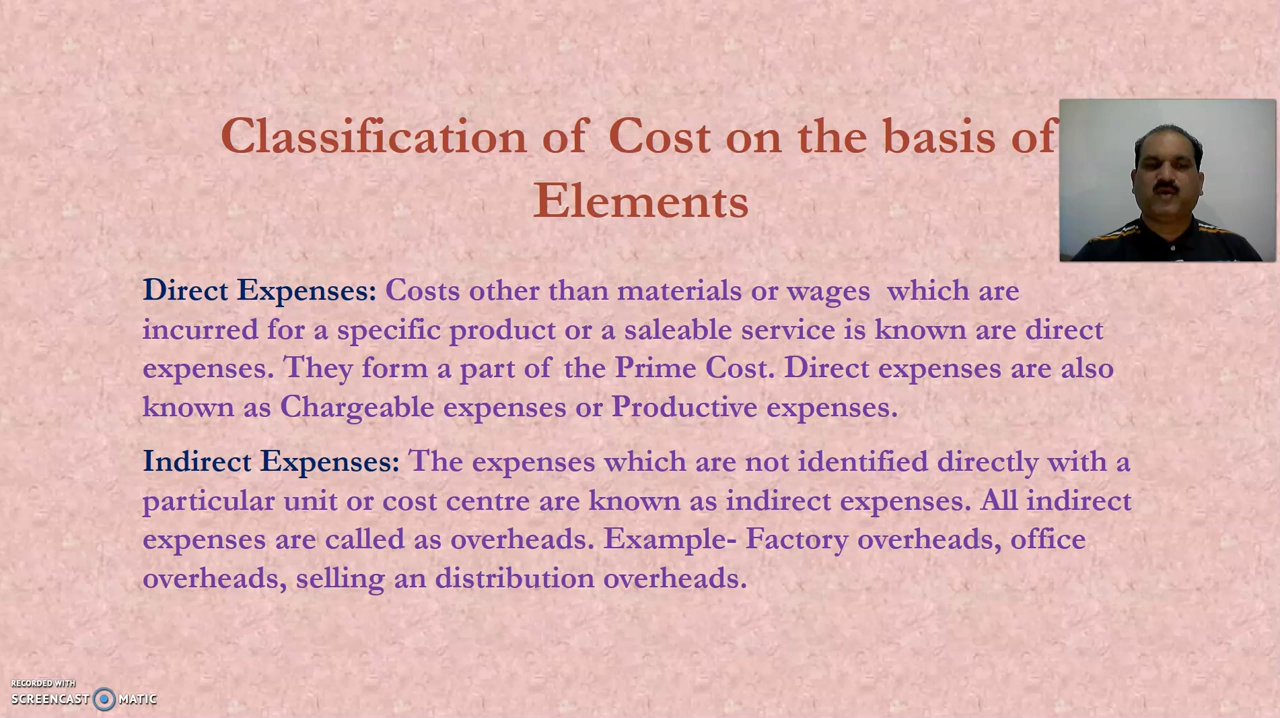 Classification of Cost on the basis of
Elements
Direct Expenses: Costs other than materials or wages which are
incurred for a specific product or a saleable service is known are direct
expenses. They form a part of the Prime Cost. Direct expenses are also
known as Chargeable expenses or Productive expenses.
Indirect Expenses: The expenses which are not identified directly with a
particular unit or cost centre are known as indirect expenses. All indirect
expenses are called as overheads. Example- Factory overheads, office
overheads, selling an distribution overheads.
RECORDED WITH
SCREENCAST MATIC